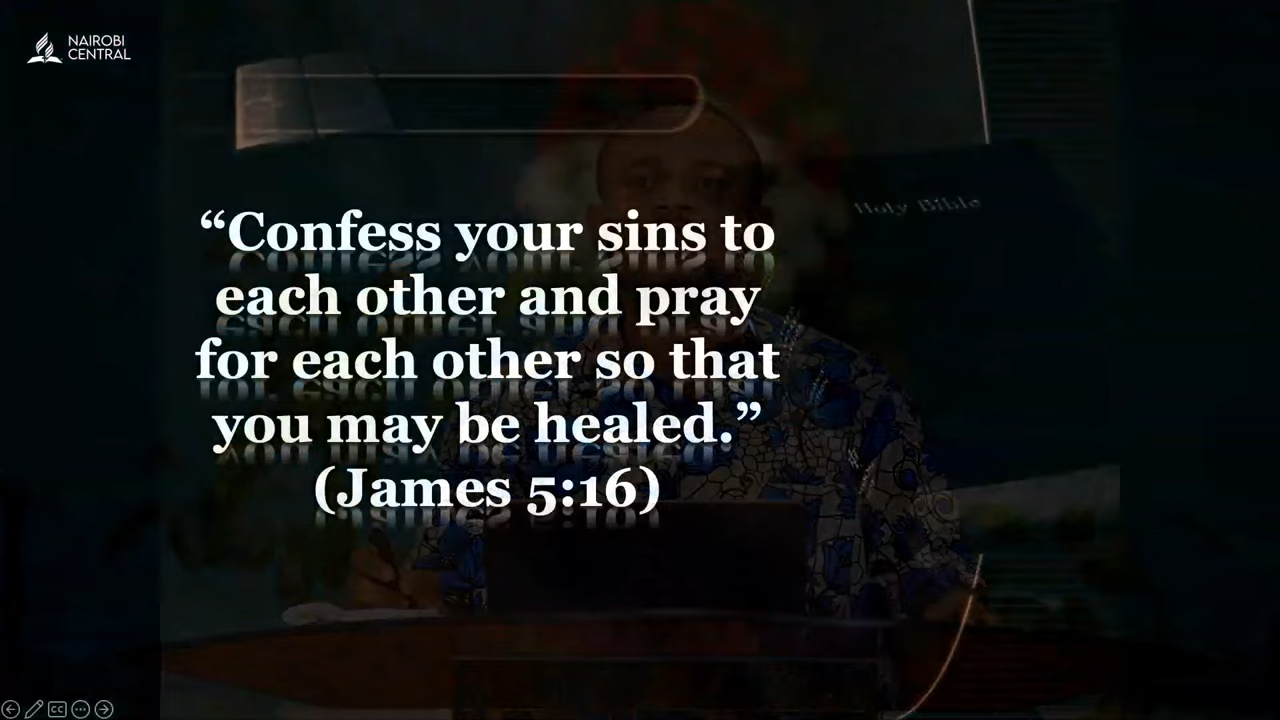 NAIROBI
CENTRAL
Holy Bible
“Confess your sins to
each other and pray
for each other so that
you may be healed.”
(James 5:16)
CC